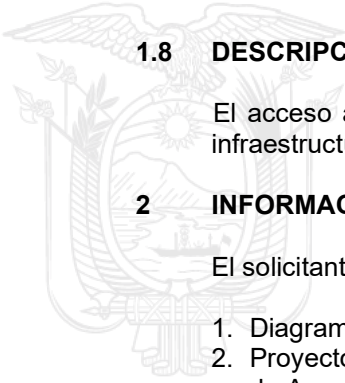 1.8 DESCRIPC
El acceso a
infraestruct
2 INFORMAC
El solicitant
1. Diagram
2. Proyecto